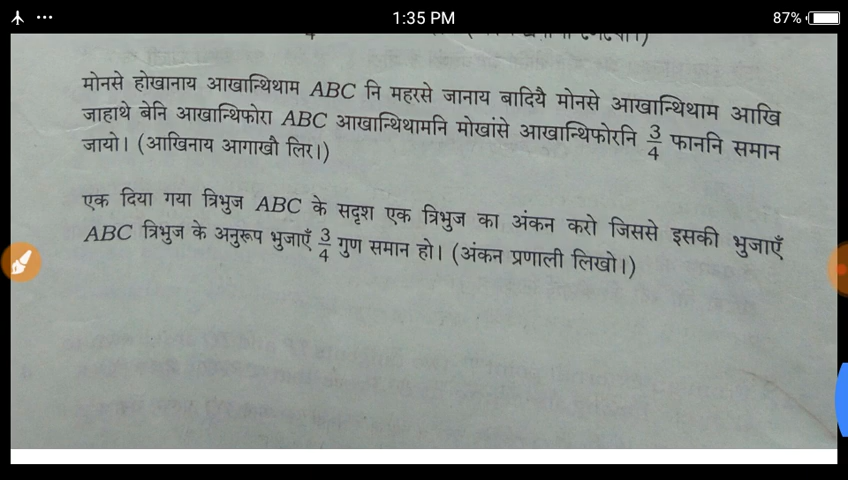 1:35 PM
87%
मोनसे होखानाय आखान्थिथाम ABC नि महरसे जानाय बादियै मोनसे आखान्थिथाम आखि
जाहाथे बेनि आखान्थिफोरा ABC आखान्थिथामनि मोखांसे आखान्थिफोरनि 3/4 फाननि समान
जायो। (आखिनाय आगाखौ लिर।)
एक दिया गया त्रिभुज ABC के सदृश एक त्रिभुज का अंकन करो जिससे इसकी भुजाएँ
ABC त्रिभुज के अनुरूप भुजाएँ 3/4 गुण समान हो। (अंकन प्रणाली लिखो।)